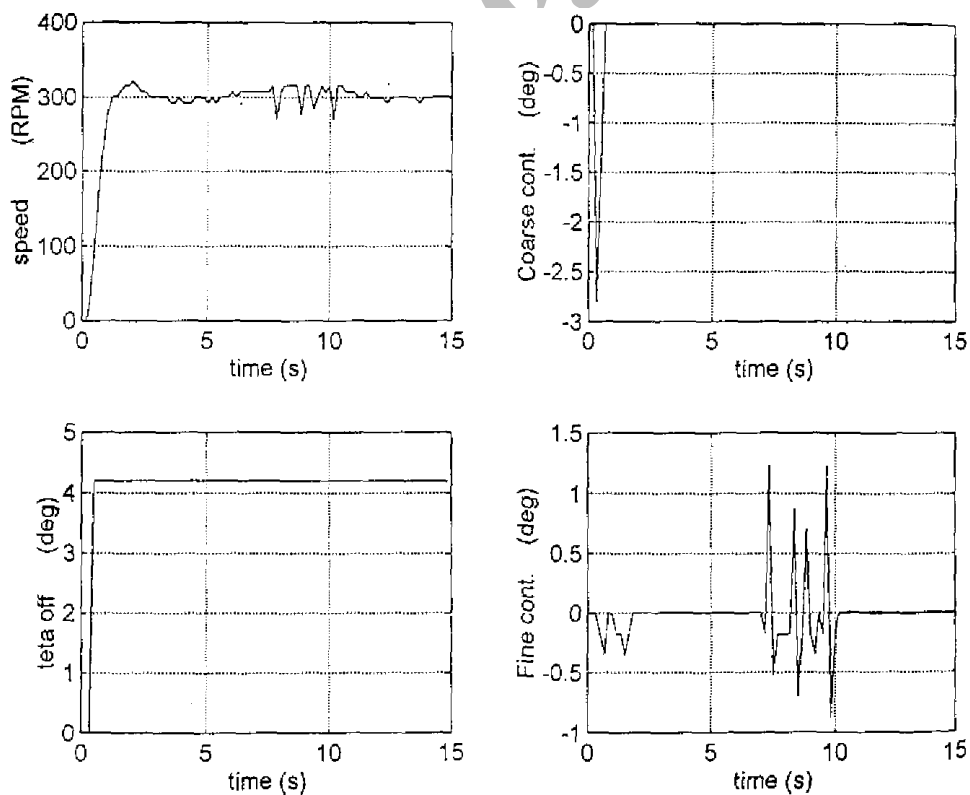 speed (RPM)
400
300
200
100
0
0 5 10 15
time (s)
Coarse cont. (deg)
0
-0.5
-1
-1.5
-2
-2.5
-3
0 5 10 15
time (s)
teta off (deg)
5
4
3
2
1
0
0 5 10 15
time (s)
Fine cont. (deg)
1.5
1
0.5
0
-0.5
-1
0 5 10 15
time (s)